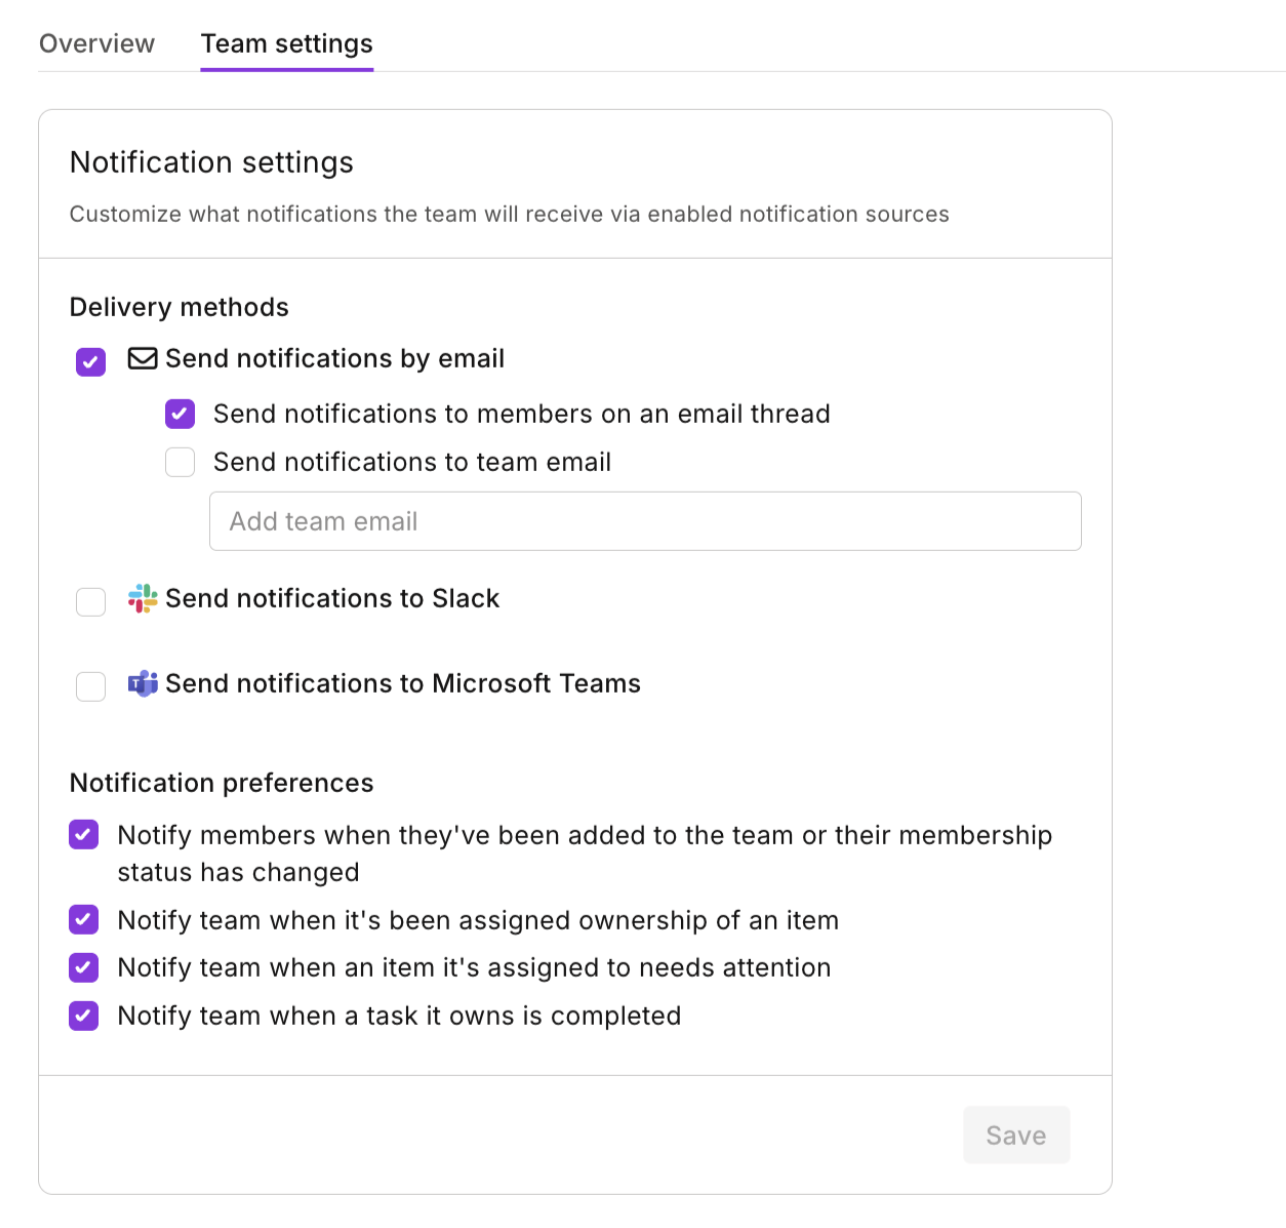 Overview Team settings
Notification settings
Customize what notifications the team will receive via enabled notification sources
Delivery methods
Send notifications by email
Send notifications to members on an email thread
Send notifications to team email
Add team email
Send notifications to Slack
Send notifications to Microsoft Teams
Notification preferences
Notify members when they've been added to the team or their membership
status has changed
Notify team when it's been assigned ownership of an item
Notify team when an item it's assigned to needs attention
Notify team when a task it owns is completed
Save